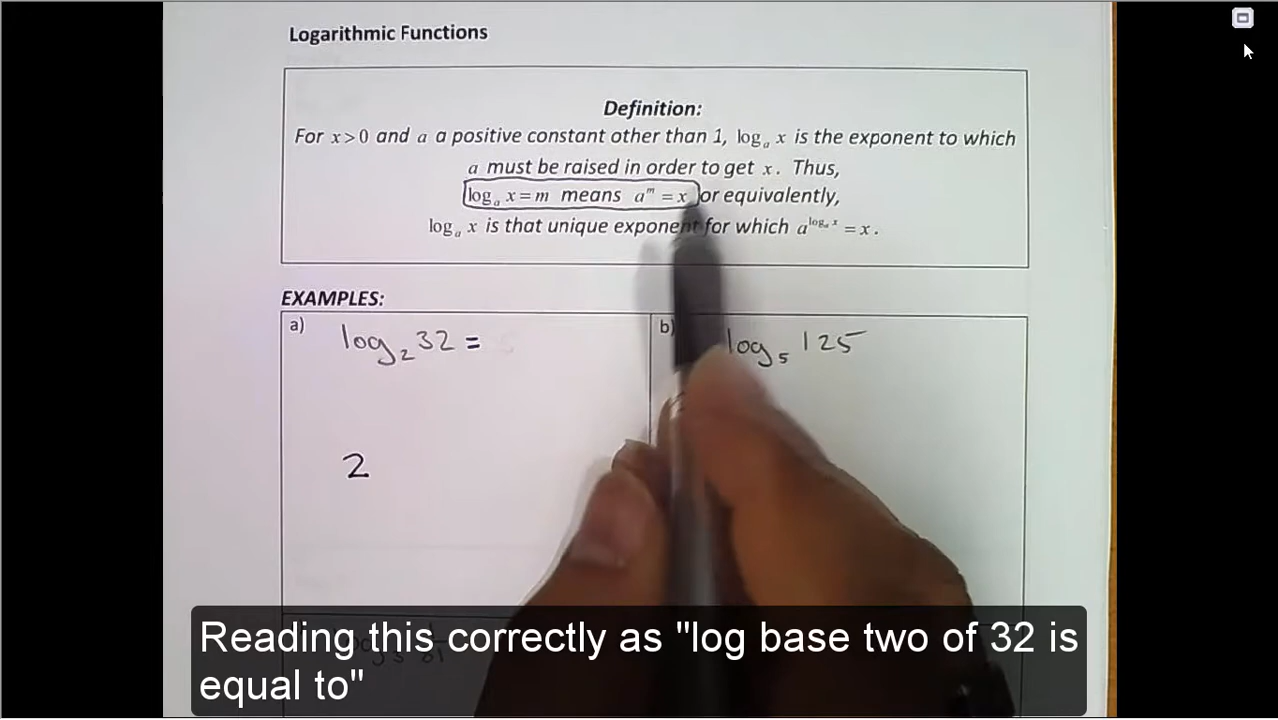 Logarithmic Functions
Definition:
For x>0 and a a positive constant other than 1, logₐ x is the exponent to which
a must be raised in order to get x. Thus,
logₐ x = m means aᵐ = x or equivalently,
logₐ x is that unique exponent for which a^(logₐ x) = x.
EXAMPLES:
a) log₂ 32 =
b) log₅ 125
2
Reading this correctly as "log base two of 32 is
equal to"